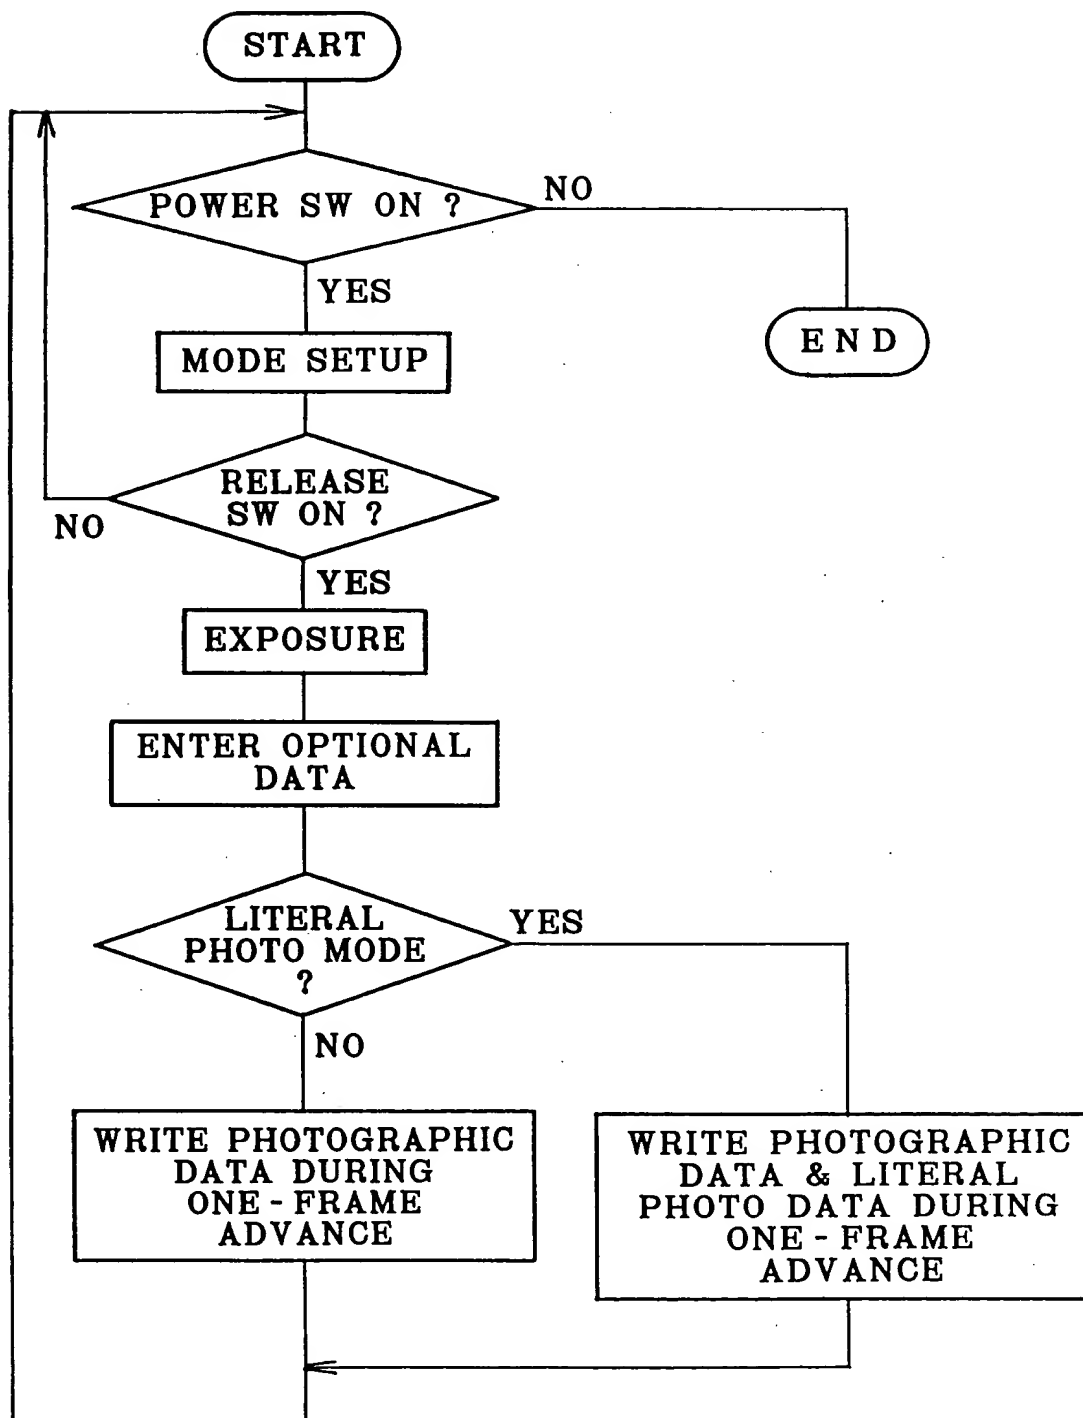 START
POWER SW ON ?
NO
YES
END
MODE SETUP
RELEASE
SW ON ?
NO
YES
EXPOSURE
ENTER OPTIONAL
DATA
LITERAL
PHOTO MODE
?
YES
NO
WRITE PHOTOGRAPHIC
DATA DURING
ONE - FRAME
ADVANCE
WRITE PHOTOGRAPHIC
DATA & LITERAL
PHOTO DATA DURING
ONE - FRAME
ADVANCE